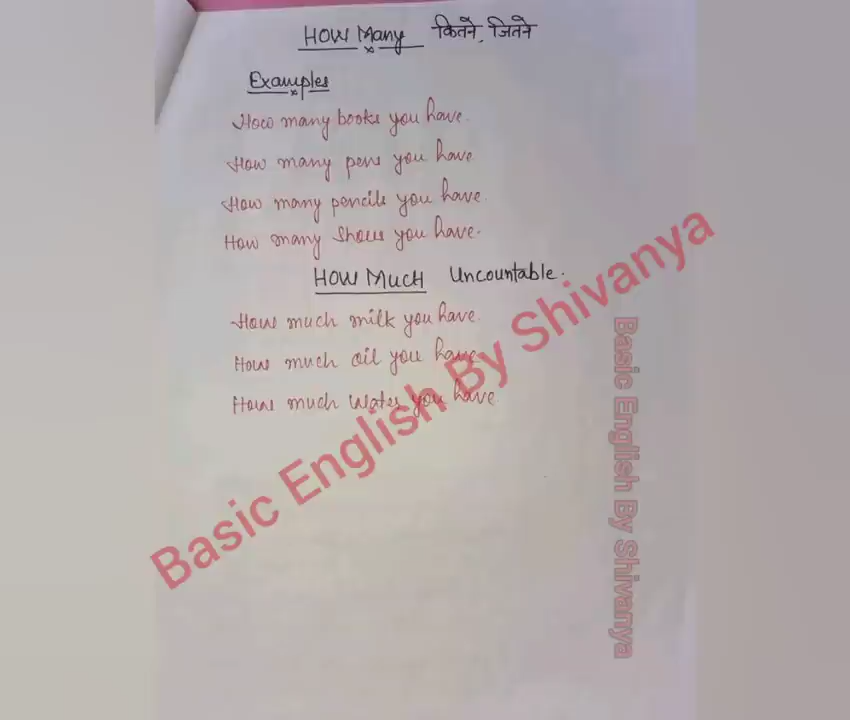 How Many कितने, जितने
Examples
How many books you have.
How many pens you have
How many pencils you have.
How many shoes you have.
How Much Uncountable.
How much milk you have.
How much oil you have
How much water you have
Basic English By Shivanya
Basic English By Shivanya